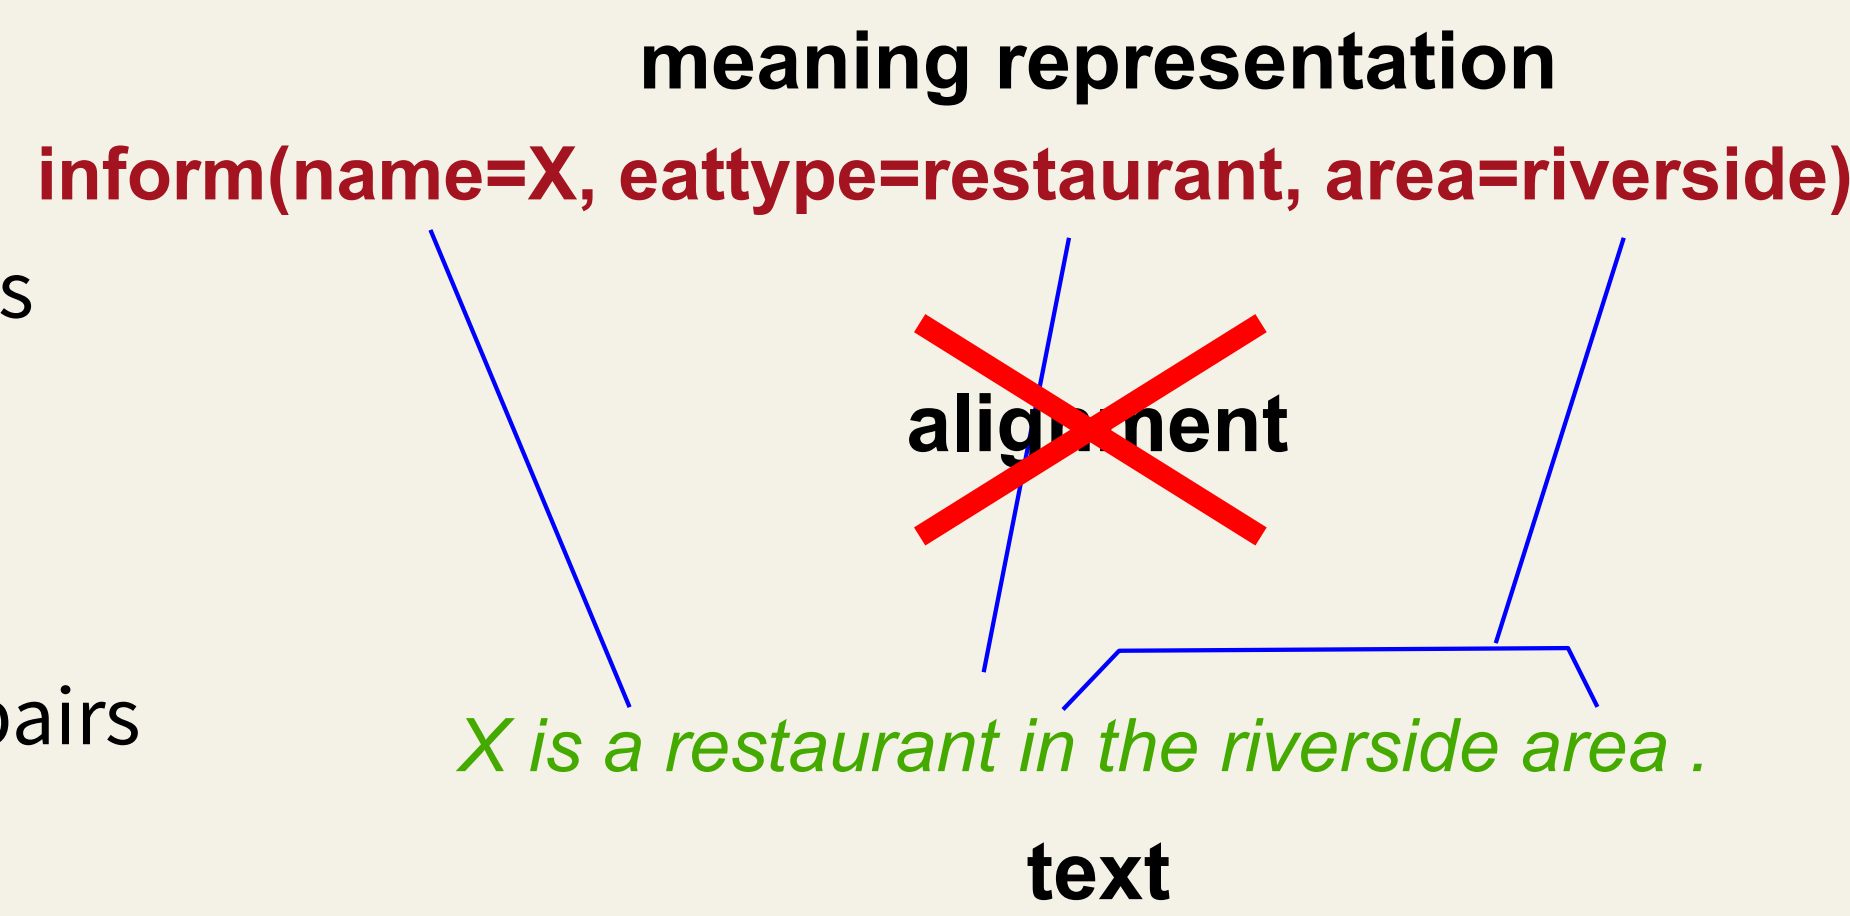 meaning representation
inform(name=X, eattype=restaurant, area=riverside)
s
alignment
pairs
X is a restaurant in the riverside area .
text